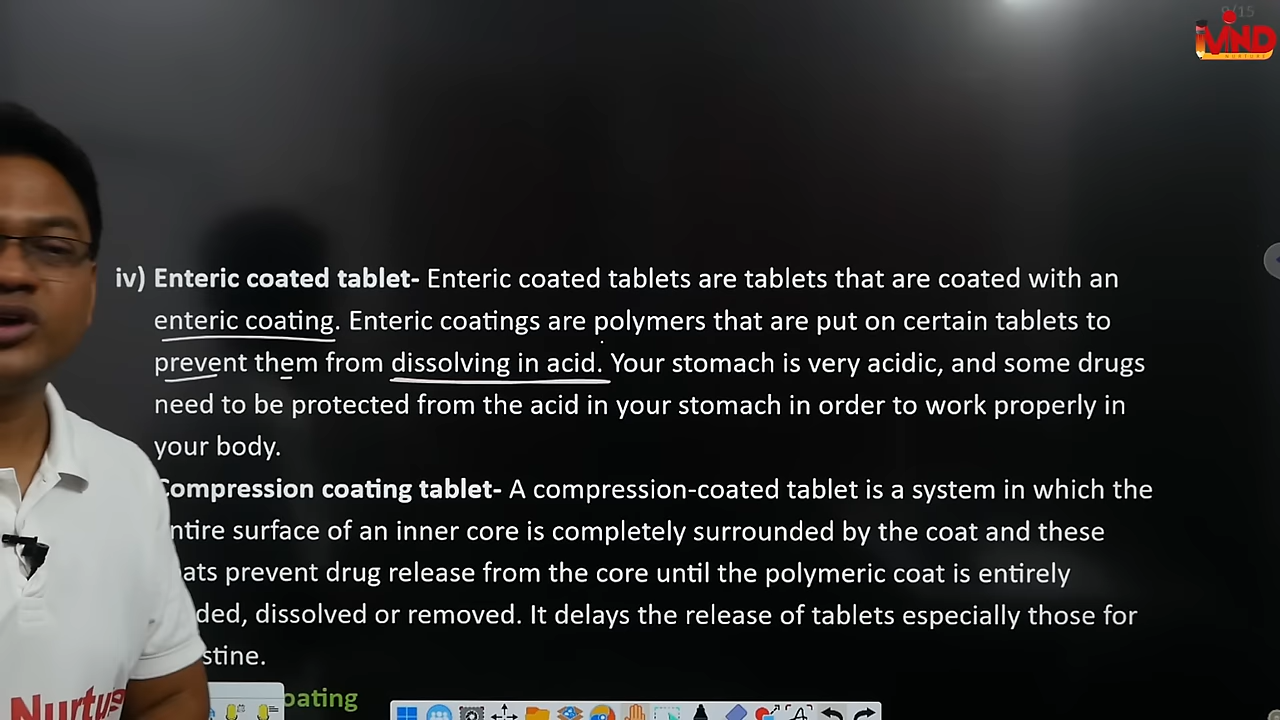 9/15
iMIND
NURTURE
iv) Enteric coated tablet- Enteric coated tablets are tablets that are coated with an
enteric coating. Enteric coatings are polymers that are put on certain tablets to
prevent them from dissolving in acid. Your stomach is very acidic, and some drugs
need to be protected from the acid in your stomach in order to work properly in
your body.
Compression coating tablet- A compression-coated tablet is a system in which the
ntire surface of an inner core is completely surrounded by the coat and these
ats prevent drug release from the core until the polymeric coat is entirely
ded, dissolved or removed. It delays the release of tablets especially those for
stine.
oating
Nurtu